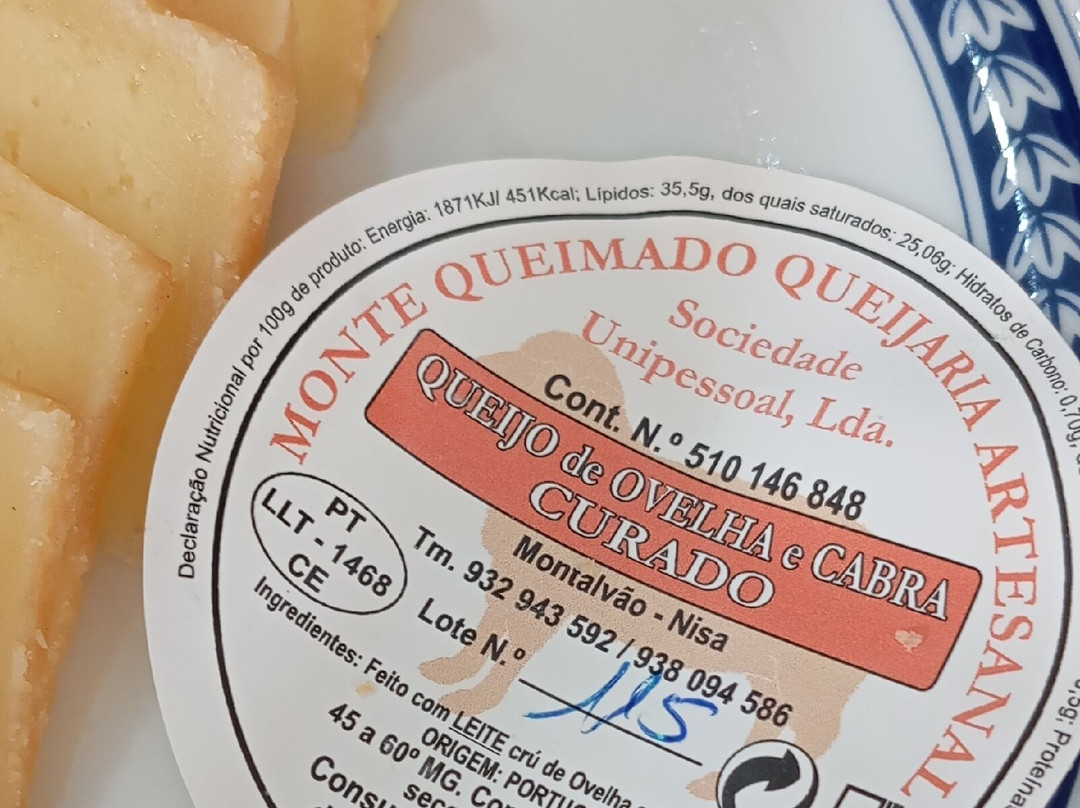 Declaração Nutricional por 100g de produto: Energia: 1871KJ/ 451Kcal; Lípidos: 35,5g, dos quais saturados: 25,06g; Hidratos de Carbono: 0,70g,
MONTE QUEIMADO QUEIJARIA ARTESANAL
Sociedade
Unipessoal, Lda.
Cont. N.º 510 146 848
QUEIJO de OVELHA e CABRA
CURADO
Montalvão - Nisa
Tm. 932 943 592 / 938 094 586
PT
LLT - 1468
CE
Lote N.º 115
Ingredientes: Feito com LEITE crú de Ovelha
ORIGEM: PORTU
45 a 60º MG. Con
Consu